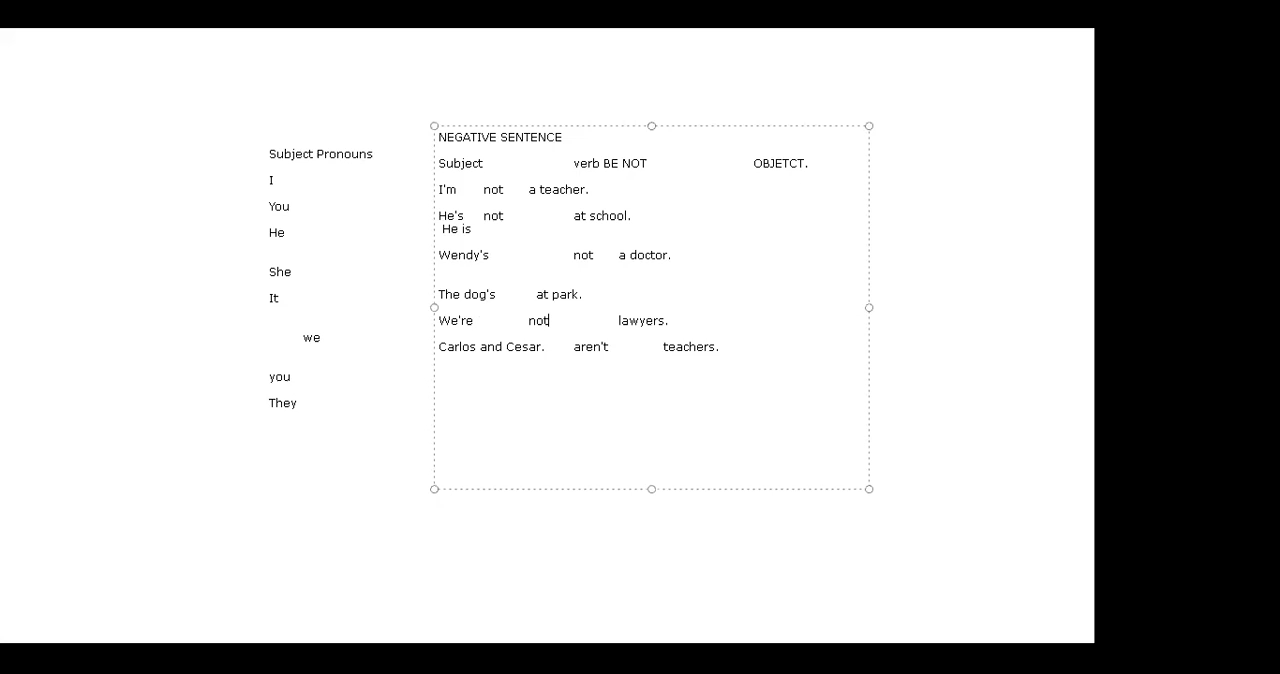 Subject Pronouns
I
You
He
She
It
we
you
They
NEGATIVE SENTENCE
Subject verb BE NOT OBJETCT.
I'm not a teacher.
He's not at school.
He is
Wendy's not a doctor.
The dog's at park.
We're not lawyers.
Carlos and Cesar. aren't teachers.